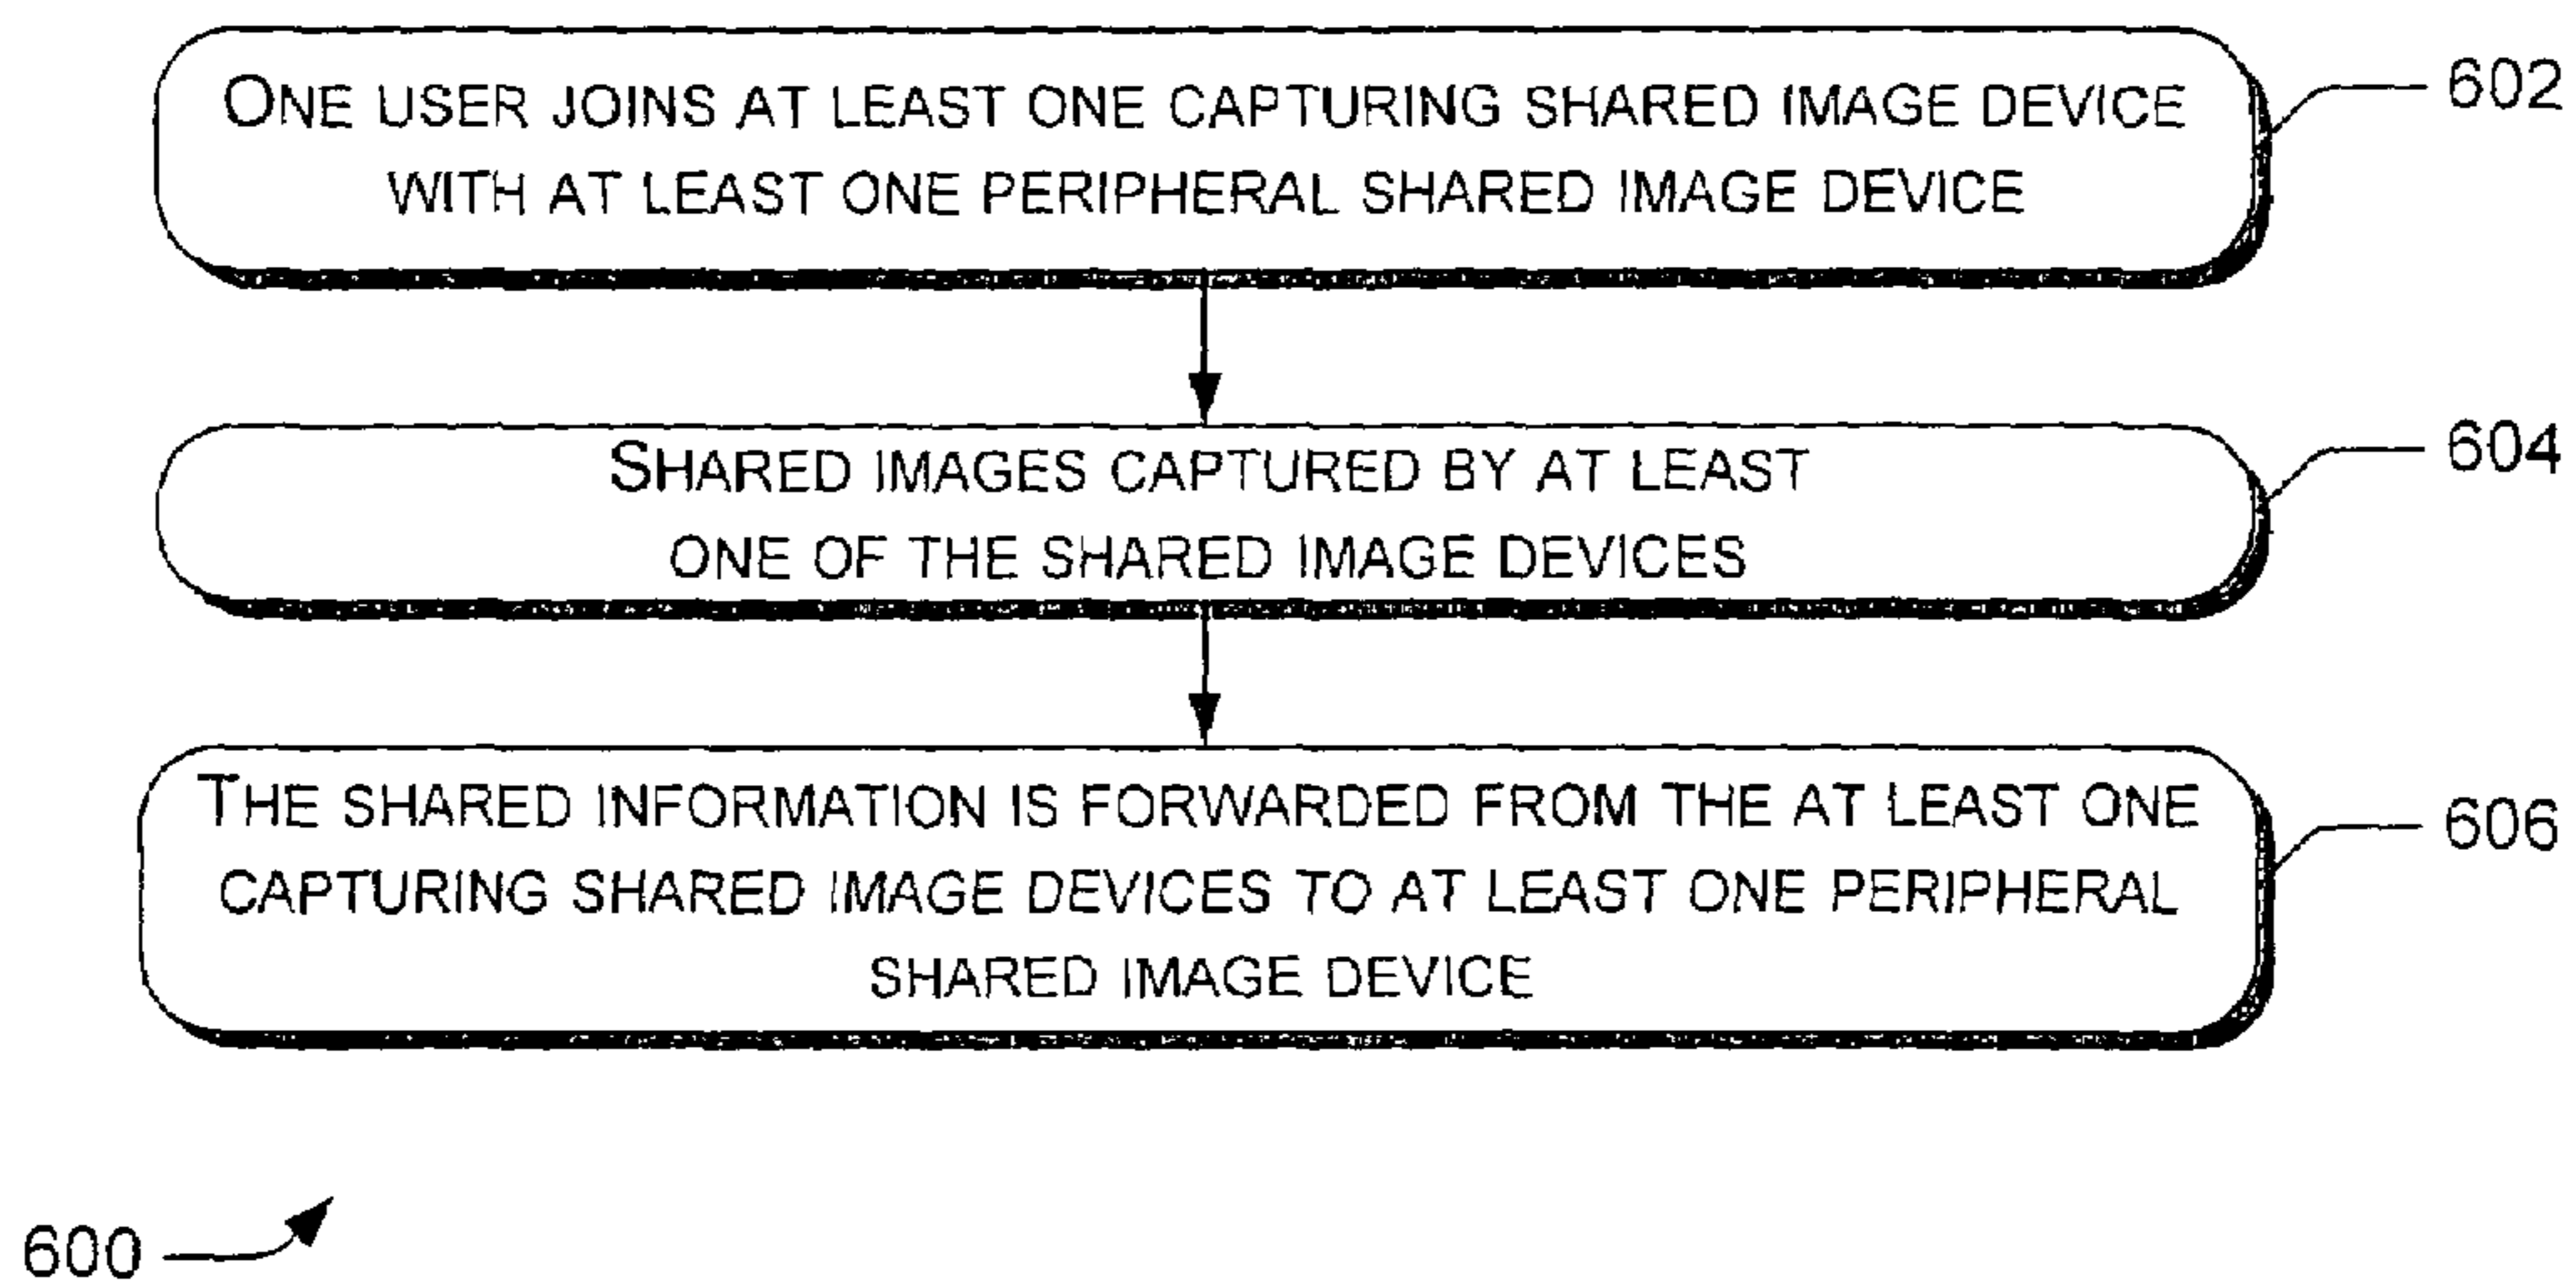 ONE USER JOINS AT LEAST ONE CAPTURING SHARED IMAGE DEVICE
WITH AT LEAST ONE PERIPHERAL SHARED IMAGE DEVICE
602
SHARED IMAGES CAPTURED BY AT LEAST
ONE OF THE SHARED IMAGE DEVICES
604
THE SHARED INFORMATION IS FORWARDED FROM THE AT LEAST ONE
CAPTURING SHARED IMAGE DEVICES TO AT LEAST ONE PERIPHERAL
SHARED IMAGE DEVICE
606
600